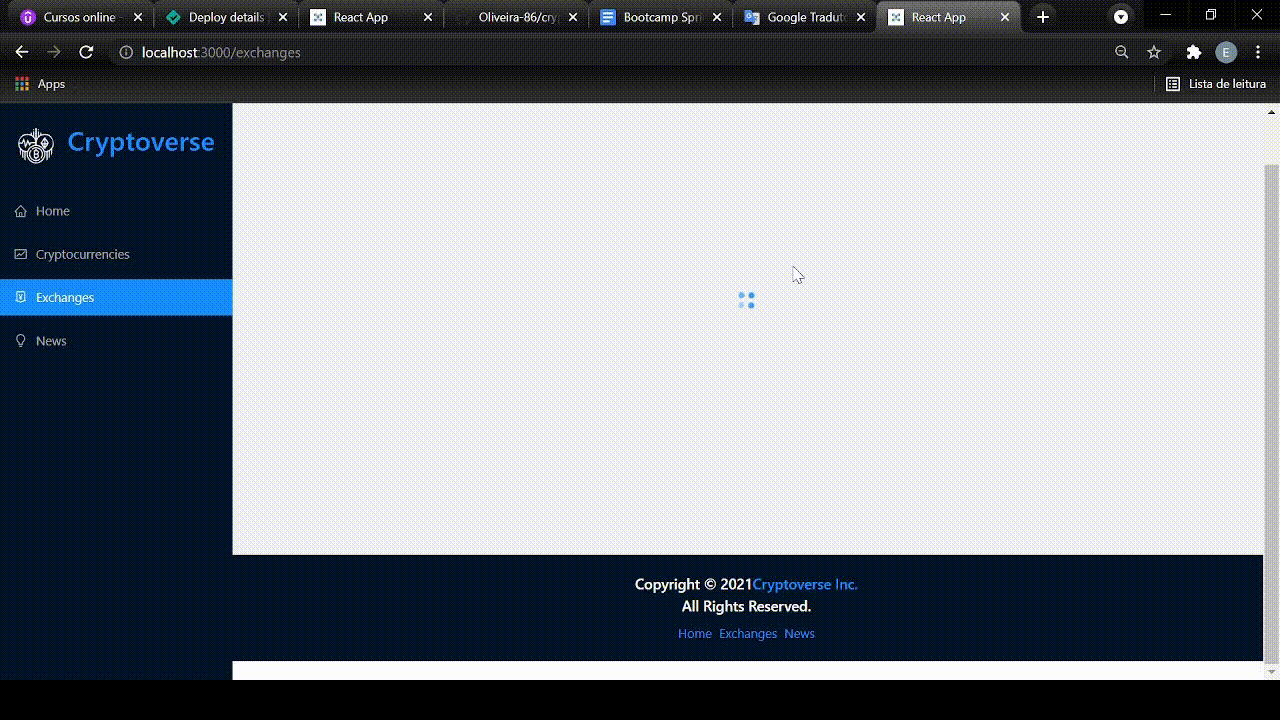 Cursos online -
Deploy details
React App
Oliveira-86/cry
Bootcamp Spri
Google Tradut
React App
localhost:3000/exchanges
E
Apps
Lista de leitura
Cryptoverse
Home
Cryptocurrencies
Exchanges
News
Copyright © 2021Cryptoverse Inc.
All Rights Reserved.
Home Exchanges News